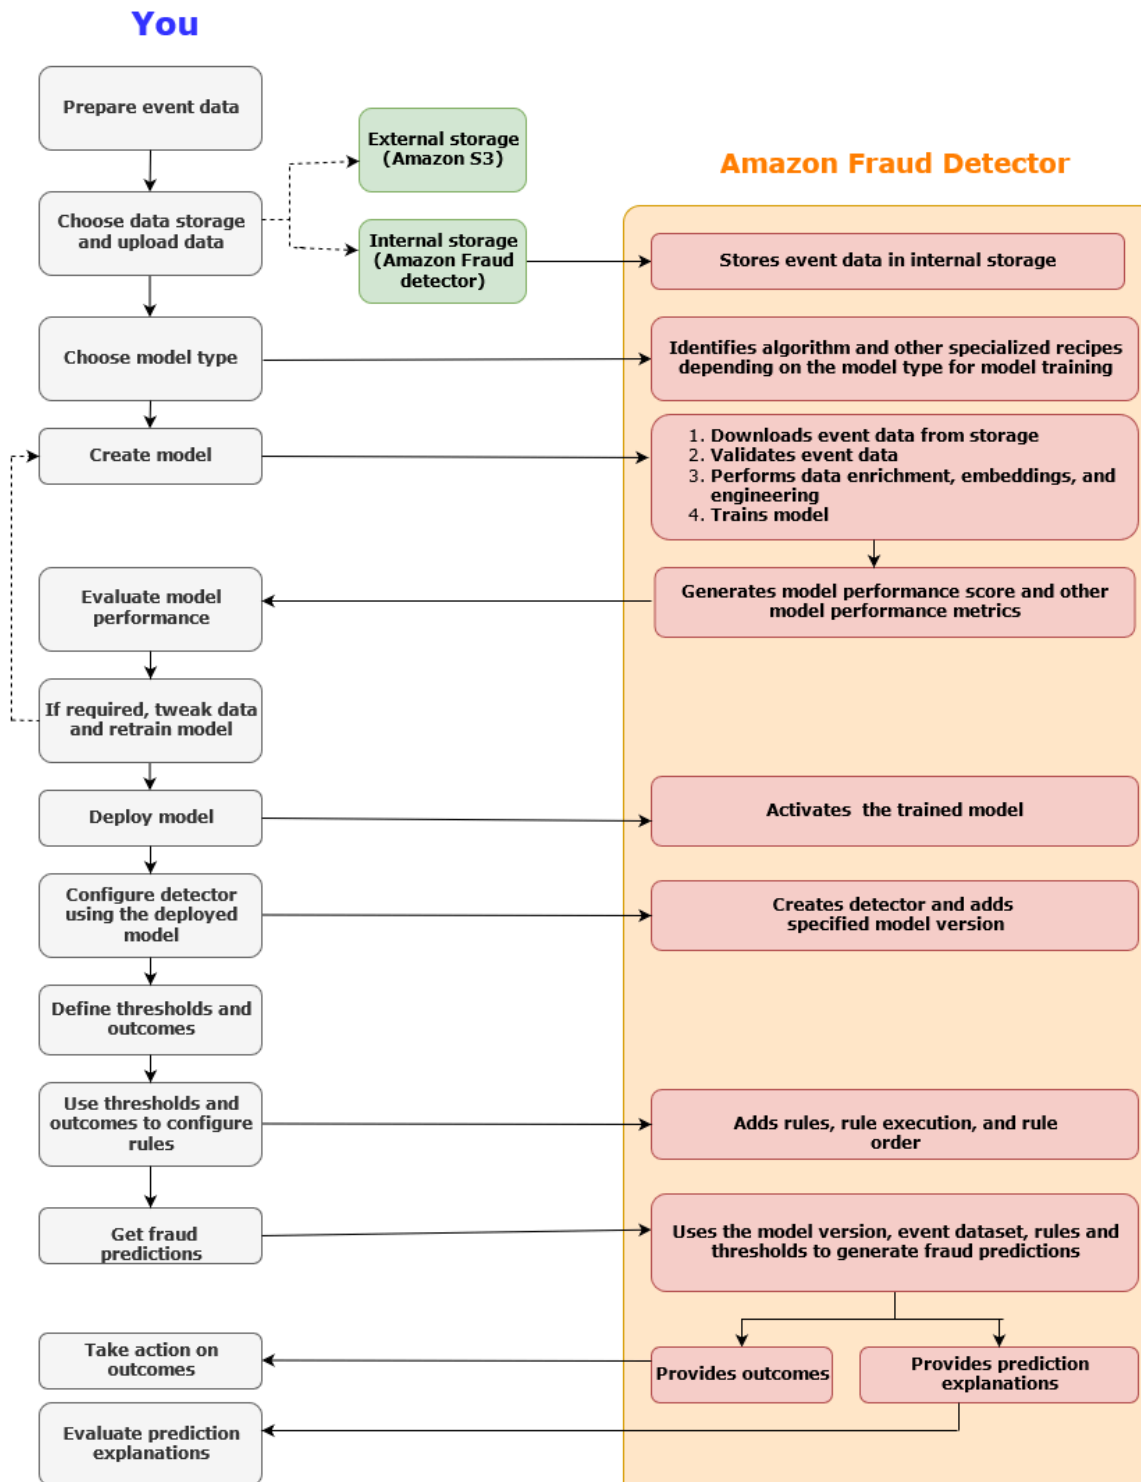 You
Prepare event data
External storage
(Amazon S3)
Amazon Fraud Detector
Choose data storage
and upload data
Internal storage
(Amazon Fraud
detector)
Stores event data in internal storage
Choose model type
Identifies algorithm and other specialized recipes
depending on the model type for model training
Create model
1. Downloads event data from storage
2. Validates event data
3. Performs data enrichment, embeddings, and
engineering
4. Trains model
Evaluate model
performance
Generates model performance score and other
model performance metrics
If required, tweak data
and retrain model
Deploy model
Activates the trained model
Configure detector
using the deployed
model
Creates detector and adds
specified model version
Define thresholds and
outcomes
Use thresholds and
outcomes to configure
rules
Adds rules, rule execution, and rule
order
Get fraud
predictions
Uses the model version, event dataset, rules and
thresholds to generate fraud predictions
Take action on
outcomes
Provides outcomes
Provides prediction
explanations
Evaluate prediction
explanations